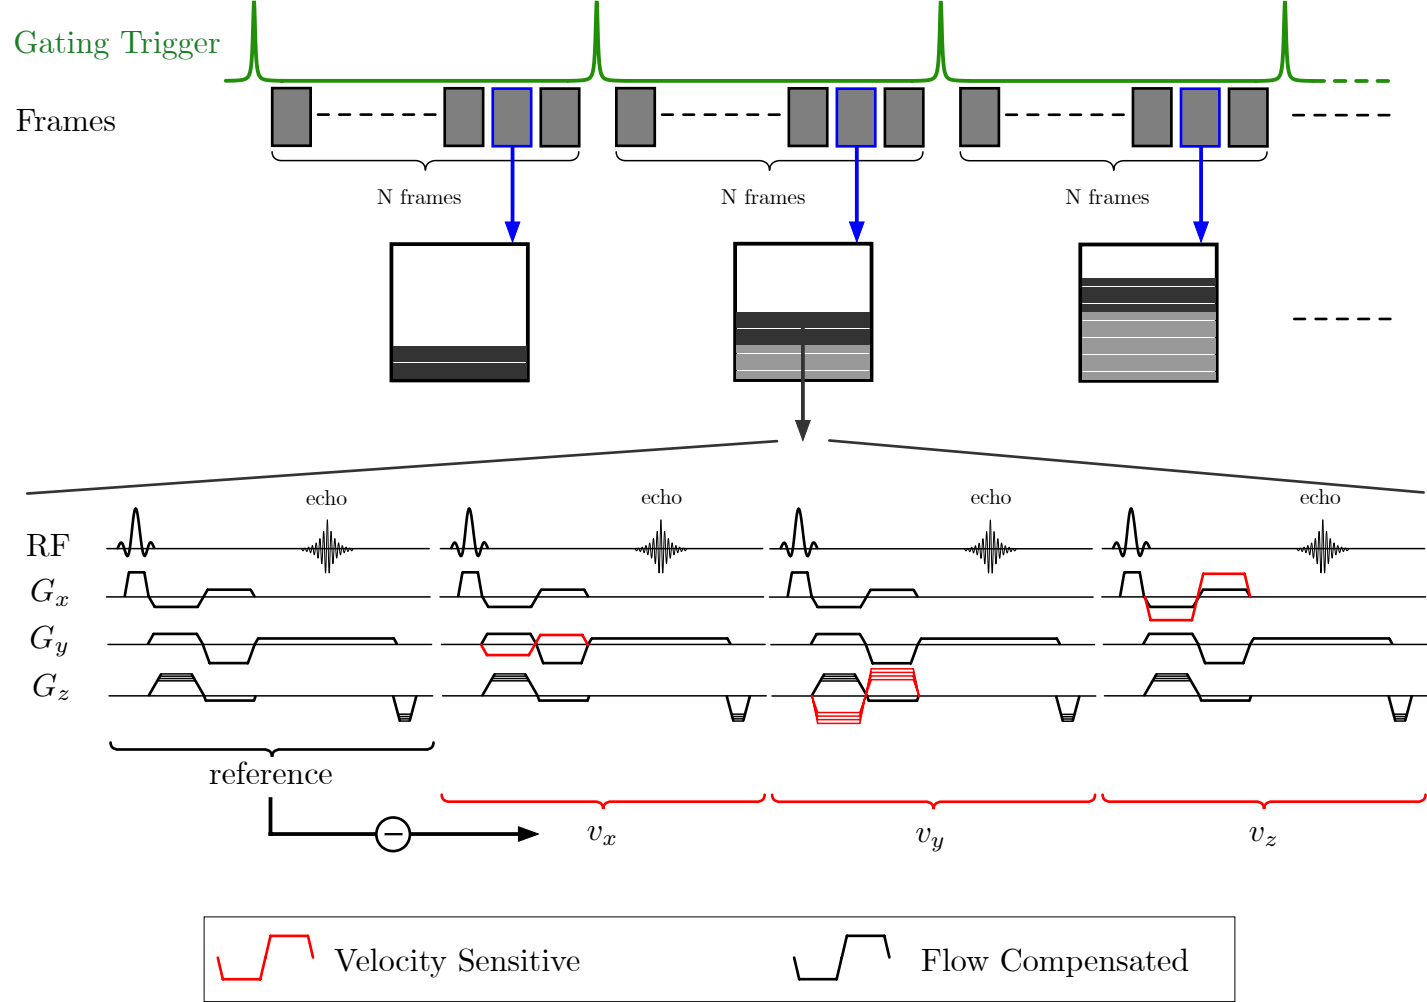 Gating Trigger
Frames
N frames N frames N frames
echo echo echo echo
RF
G_x
G_y
G_z
reference
−
v_x v_y v_z
Velocity Sensitive Flow Compensated